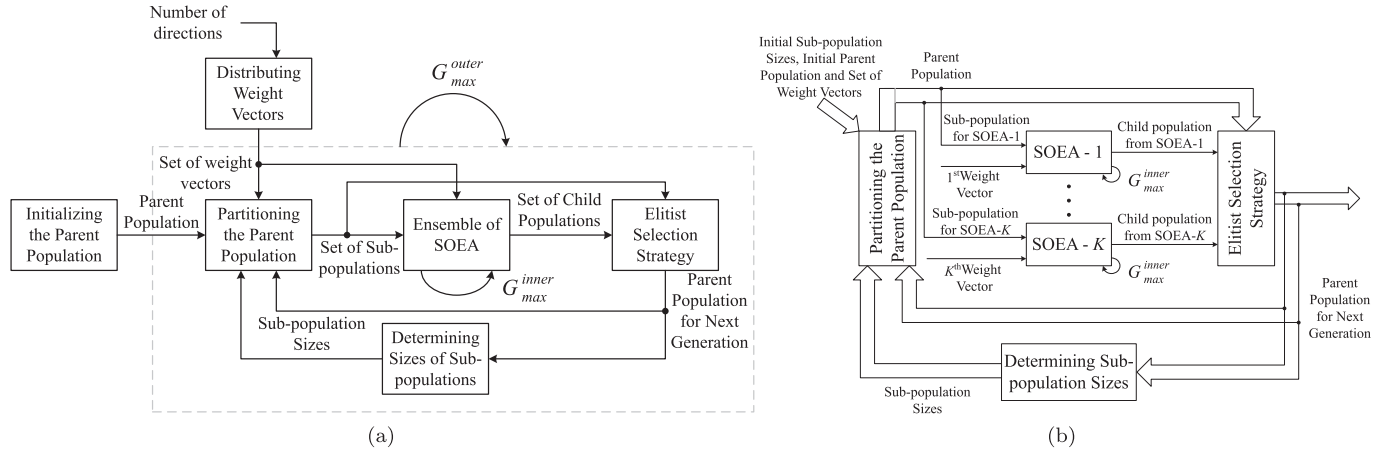 Number of
directions
Distributing
Weight
Vectors
G outer max
Set of weight
vectors
Parent
Population
Initializing
the Parent
Population
Partitioning
the Parent
Population
Set of Sub-
populations
Ensemble of
SOEA
G inner max
Set of Child
Populations
Elitist
Selection
Strategy
Parent
Population
for Next
Generation
Sub-population
Sizes
Determining
Sizes of Sub-
populations
(a)
Initial Sub-population
Sizes, Initial Parent
Population and Set of
Weight Vectors
Parent
Population
Partitioning the
Parent Population
Sub-population
for SOEA-1
SOEA - 1
Child population
from SOEA-1
1st Weight
Vector
G inner max
Sub-population
for SOEA-K
SOEA - K
Child population
from SOEA-K
Kth Weight
Vector
G inner max
Elitist Selection
Strategy
Parent
Population
for Next
Generation
Determining Sub-
population Sizes
Sub-population
Sizes
(b)